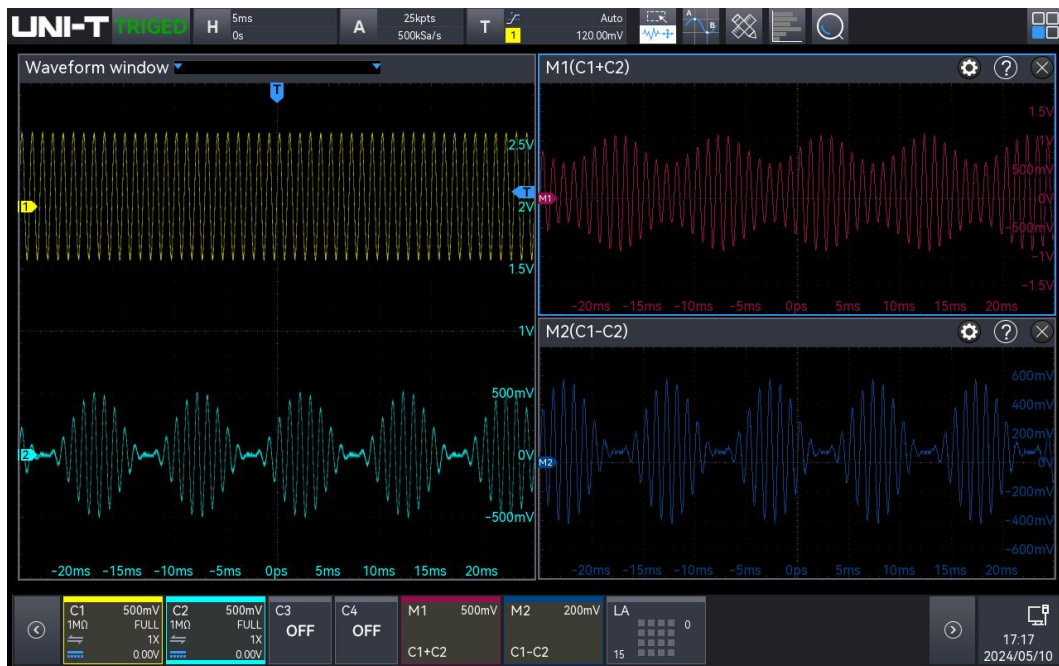 UNI-T TRIGED H 5ms 0s A 25kpts 500kSa/s T 1 Auto 120.00mV A B
Waveform window
T
2.5V
1 T
2V
1.5V
1V
500mV
2 0V
-500mV
-20ms -15ms -10ms -5ms 0ps 5ms 10ms 15ms 20ms
M1(C1+C2) ?
1.5V
1V
500mV
M1 0V
-500mV
-1V
-1.5V
-20ms -15ms -10ms -5ms 0ps 5ms 10ms 15ms 20ms
M2(C1-C2) ?
600mV
400mV
200mV
M2 0V
-200mV
-400mV
-600mV
-20ms -15ms -10ms -5ms 0ps 5ms 10ms 15ms 20ms
C1 500mV
1MΩ FULL
1X
0.00V
C2 500mV
1MΩ FULL
1X
0.00V
C3
OFF
C4
OFF
M1 500mV
C1+C2
M2 200mV
C1-C2
LA
0
15
17:17
2024/05/10